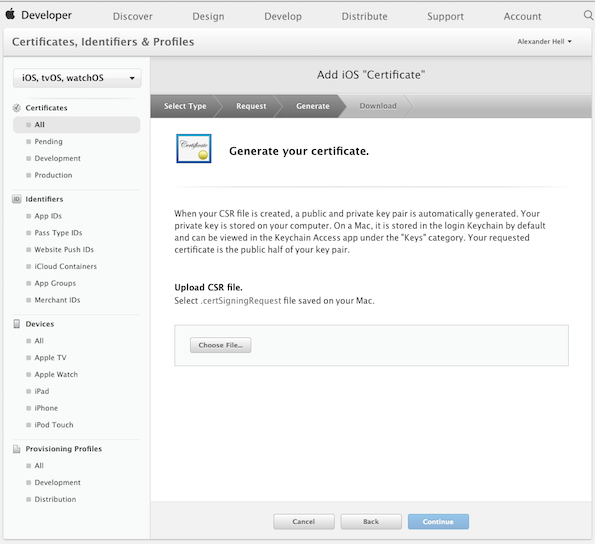 Developer Discover Design Develop Distribute Support Account
Certificates, Identifiers & Profiles Alexander Hell
iOS, tvOS, watchOS
Certificates
All
Pending
Development
Production
Identifiers
App IDs
Pass Type IDs
Website Push IDs
iCloud Containers
App Groups
Merchant IDs
Devices
All
Apple TV
Apple Watch
iPad
iPhone
iPod Touch
Provisioning Profiles
All
Development
Distribution
Add iOS "Certificate"
Select Type Request Generate Download
Certificate
Generate your certificate.
When your CSR file is created, a public and private key pair is automatically generated. Your
private key is stored on your computer. On a Mac, it is stored in the login Keychain by default
and can be viewed in the Keychain Access app under the "Keys" category. Your requested
certificate is the public half of your key pair.
Upload CSR file.
Select .certSigningRequest file saved on your Mac.
Choose File...
Cancel Back Continue
ID